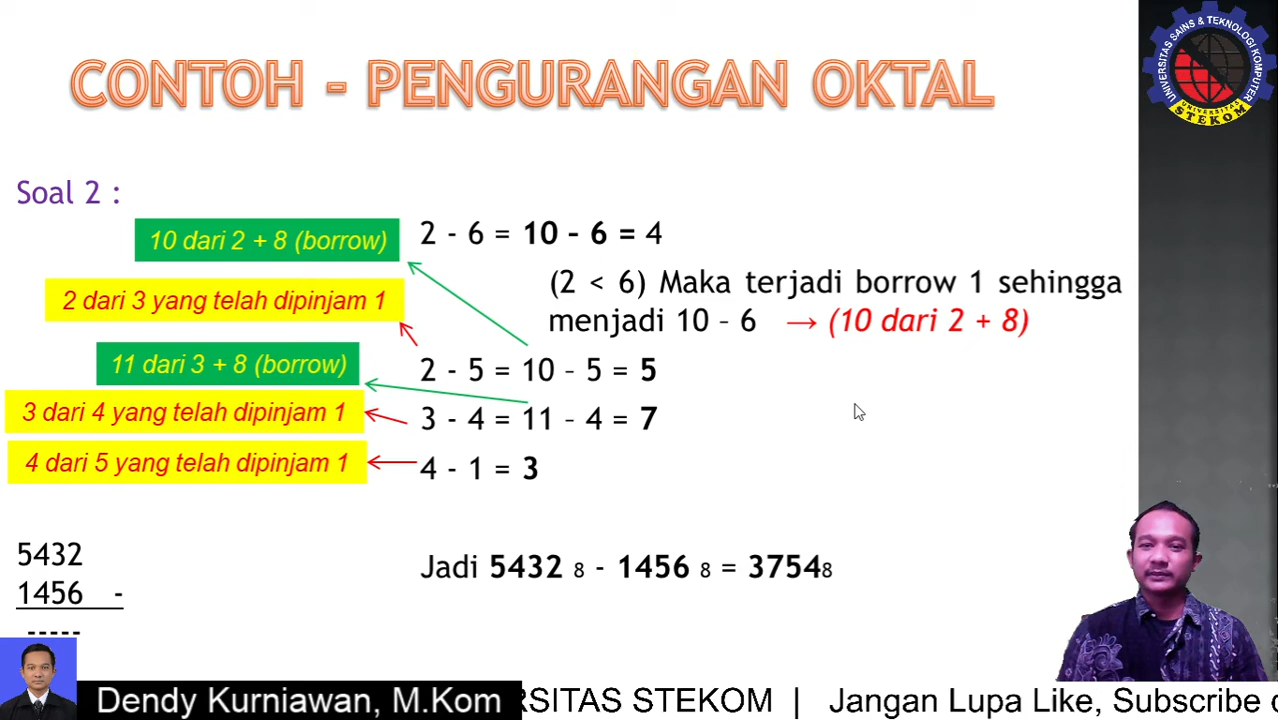 CONTOH - PENGURANGAN OKTAL
UNIVERSITAS SAINS & TEKNOLOGI KOMPUTER
UNIVERSITAS
STEKOM
Soal 2 :
10 dari 2 + 8 (borrow)
2 - 6 = 10 – 6 = 4
(2 < 6) Maka terjadi borrow 1 sehingga
menjadi 10 – 6 → (10 dari 2 + 8)
2 dari 3 yang telah dipinjam 1
11 dari 3 + 8 (borrow)
2 - 5 = 10 – 5 = 5
3 dari 4 yang telah dipinjam 1
3 - 4 = 11 – 4 = 7
4 dari 5 yang telah dipinjam 1
4 - 1 = 3
5432
1456 -
-----
Jadi 5432 8 - 1456 8 = 37548
Dendy Kurniawan, M.Kom
RSITAS STEKOM | Jangan Lupa Like, Subscribe